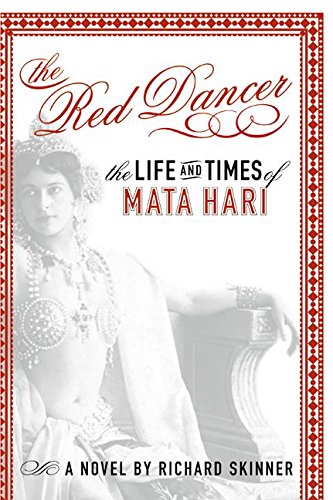 the
Red Dancer
the LIFE AND TIMES of
MATA HARI
A NOVEL BY RICHARD SKINNER